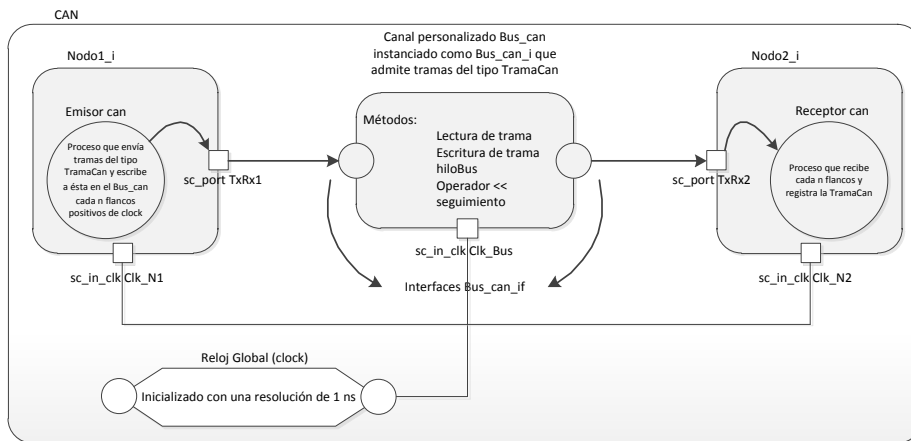 CAN
Canal personalizado Bus_can
instanciado como Bus_can_i que
admite tramas del tipo TramaCan
Nodo1_i
Emisor can
Proceso que envía
tramas del tipo
TramaCan y escribe
a ésta en el Bus_can
cada n flancos
positivos de clock
sc_port TxRx1
sc_in_clk Clk_N1
Métodos:
Lectura de trama
Escritura de trama
hiloBus
Operador <<
seguimiento
sc_in_clk Clk_Bus
Interfaces Bus_can_if
Nodo2_i
Receptor can
Proceso que recibe
cada n flancos y
registra la TramaCan
sc_port TxRx2
sc_in_clk Clk_N2
Reloj Global (clock)
Inicializado con una resolución de 1 ns